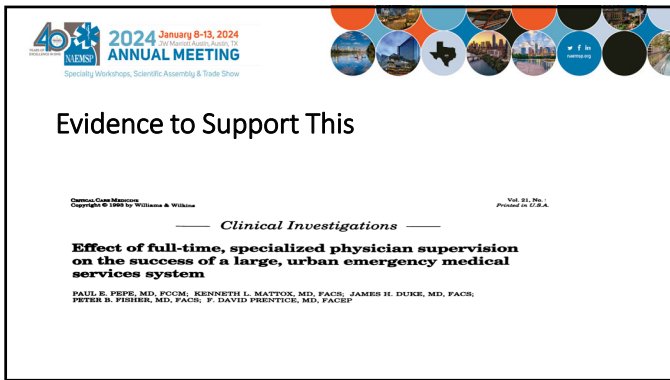 40
YEARS OF
EXCELLENCE IN EMS
NAEMSP
2024 January 8-13, 2024
JW Marriott Austin, Austin, TX
ANNUAL MEETING
Specialty Workshops, Scientific Assembly & Trade Show
naemsp.org
Evidence to Support This
CRITICAL CARE MEDICINE
Copyright © 1993 by Williams & Wilkins
Vol. 21, No.
Printed in U.S.A.
Clinical Investigations
Effect of full-time, specialized physician supervision
on the success of a large, urban emergency medical
services system
PAUL E. PEPE, MD, FCCM; KENNETH L. MATTOX, MD, FACS; JAMES H. DUKE, MD, FACS;
PETER B. FISHER, MD, FACS; F. DAVID PRENTICE, MD, FACEP